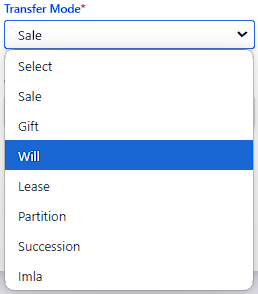 Transfer Mode*
Sale
Select
Sale
Gift
Will
Lease
Partition
Succession
Imla